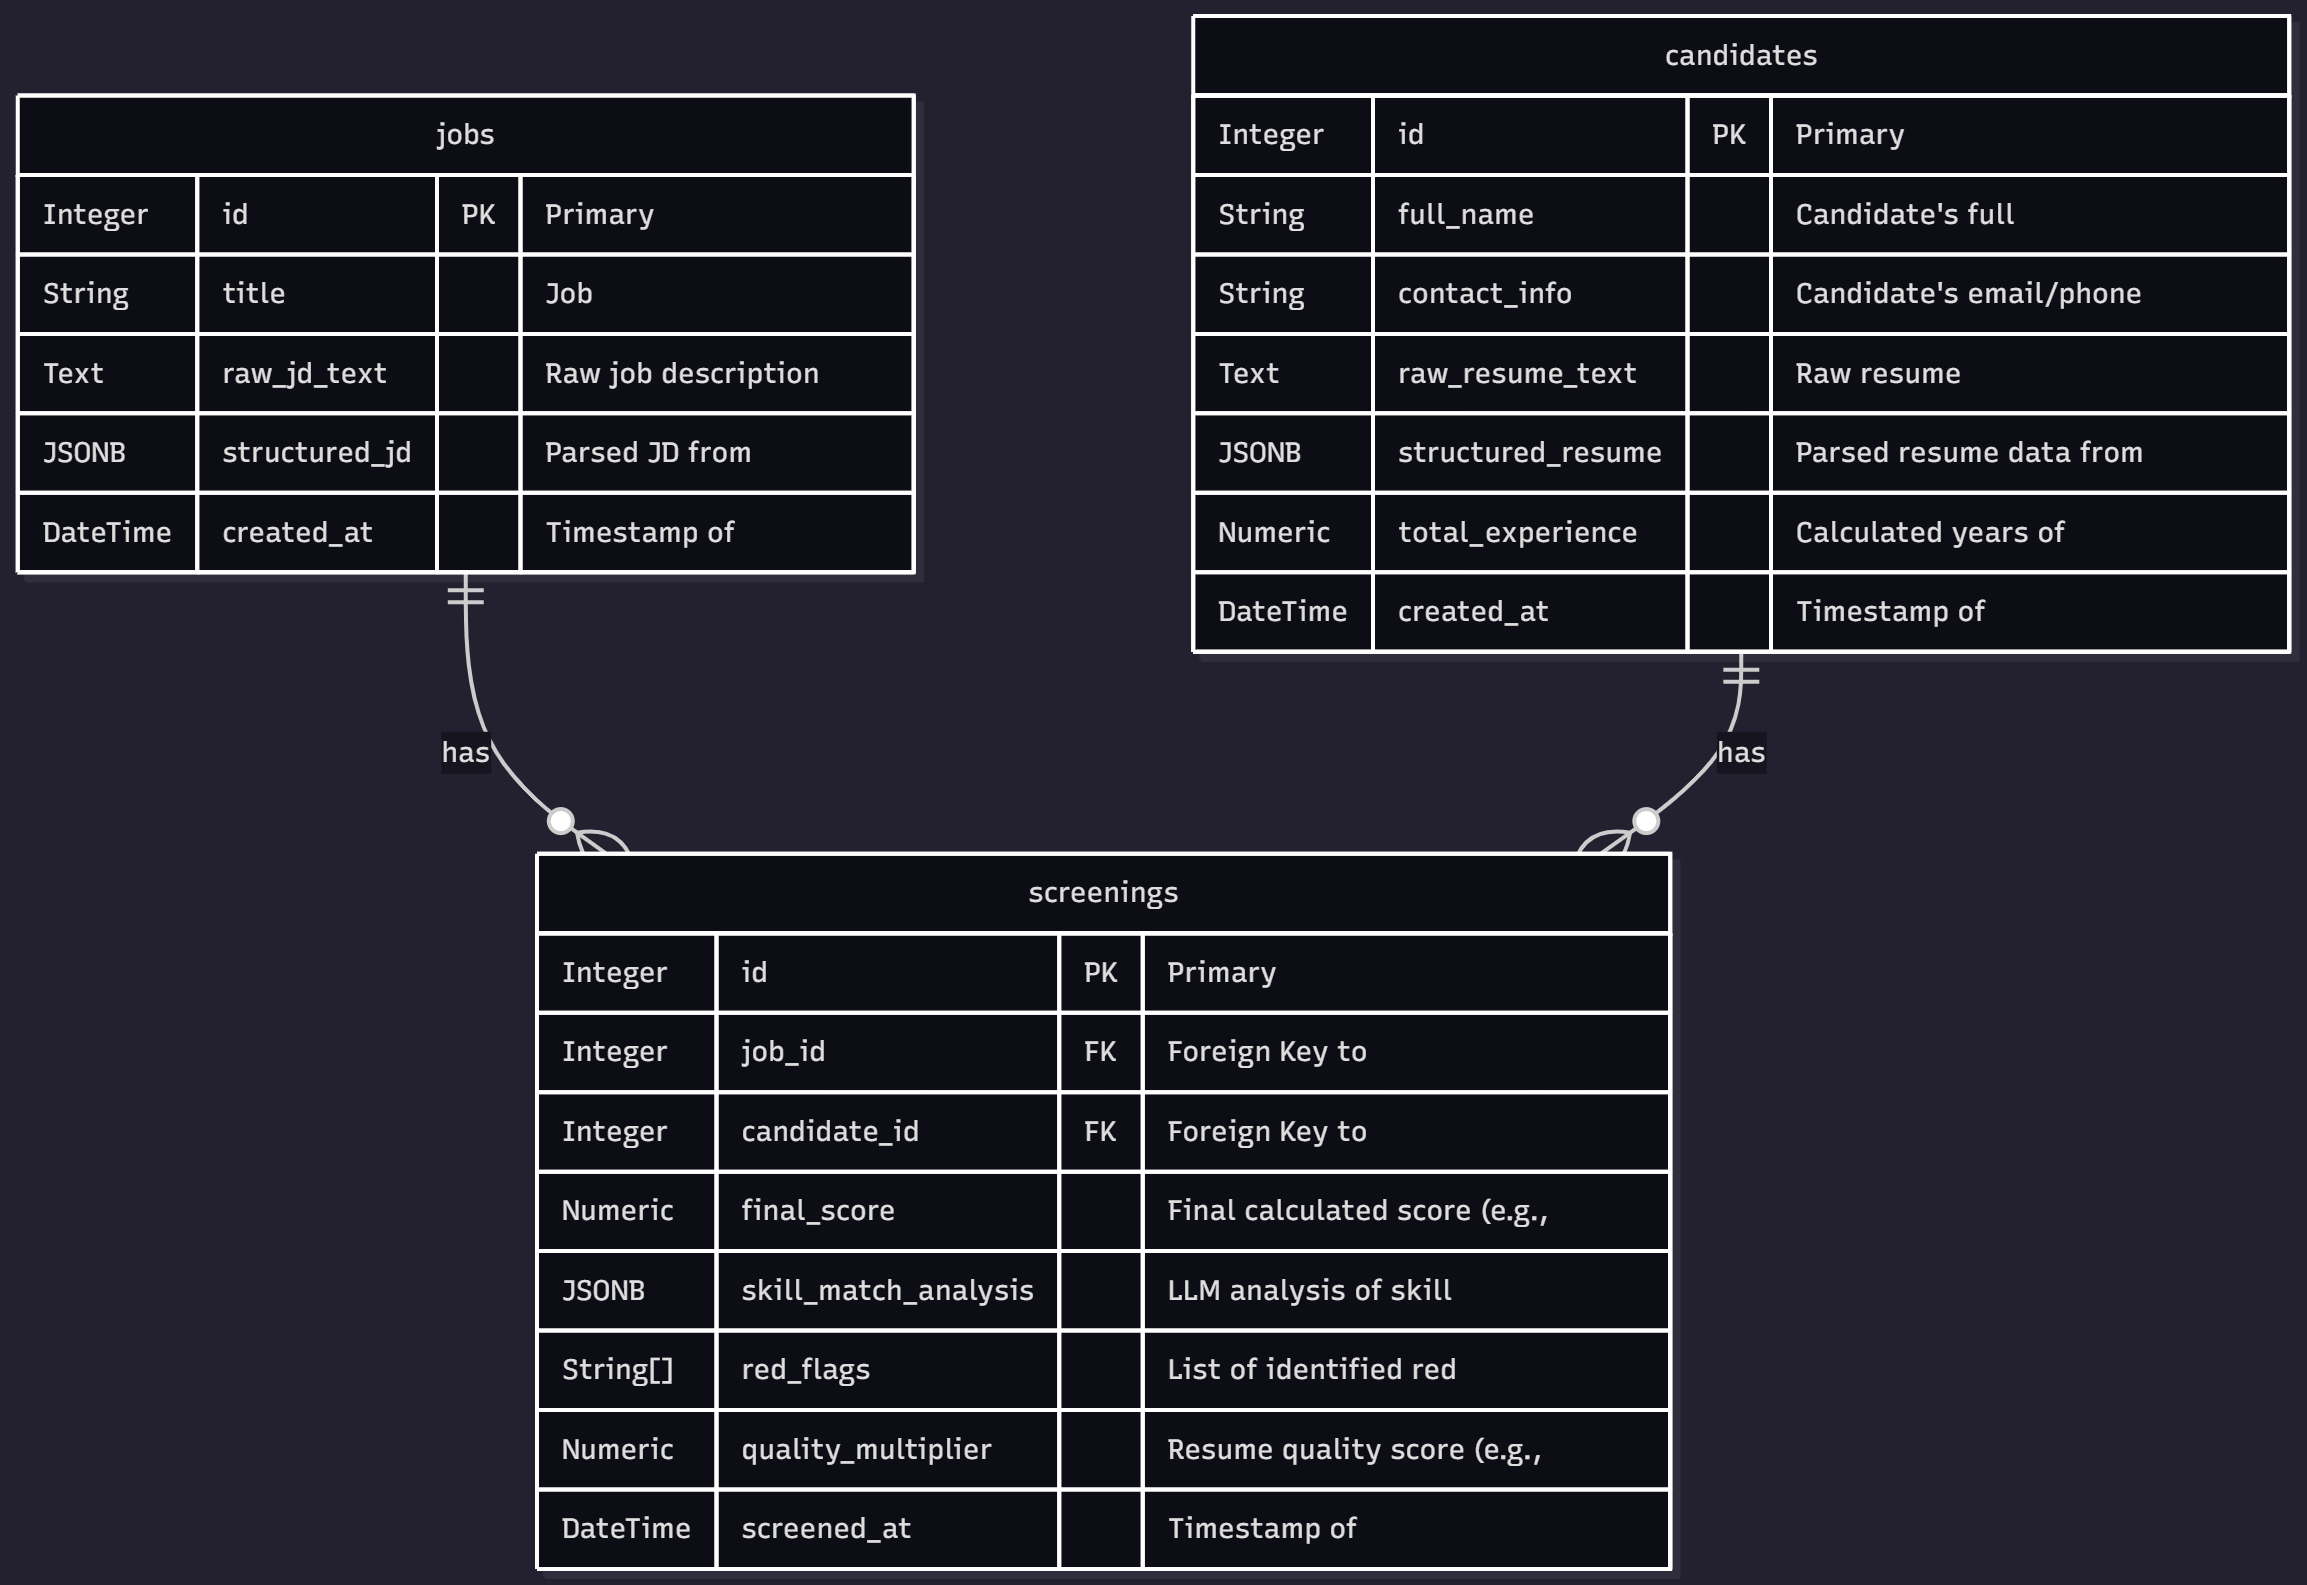 jobs
Integer id PK Primary
String title Job
Text raw_jd_text Raw job description
JSONB structured_jd Parsed JD from
DateTime created_at Timestamp of
candidates
Integer id PK Primary
String full_name Candidate's full
String contact_info Candidate's email/phone
Text raw_resume_text Raw resume
JSONB structured_resume Parsed resume data from
Numeric total_experience Calculated years of
DateTime created_at Timestamp of
has
has
screenings
Integer id PK Primary
Integer job_id FK Foreign Key to
Integer candidate_id FK Foreign Key to
Numeric final_score Final calculated score (e.g.,
JSONB skill_match_analysis LLM analysis of skill
String[] red_flags List of identified red
Numeric quality_multiplier Resume quality score (e.g.,
DateTime screened_at Timestamp of